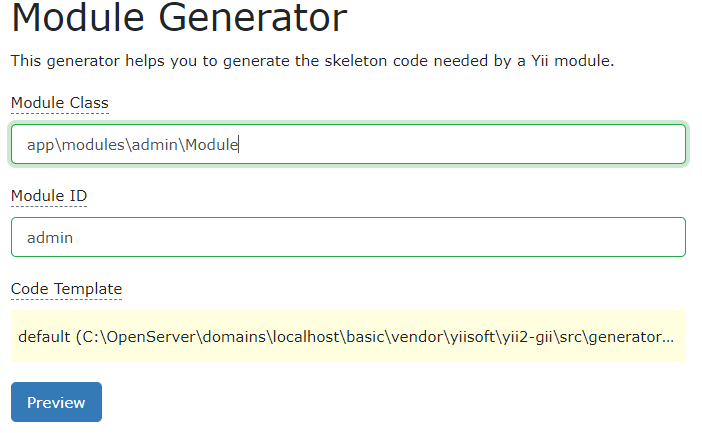 Module Generator
This generator helps you to generate the skeleton code needed by a Yii module.
Module Class
app\modules\admin\Module
Module ID
admin
Code Template
default (C:\OpenServer\domains\localhost\basic\vendor\yiisoft\yii2-gii\src\generator...
Preview